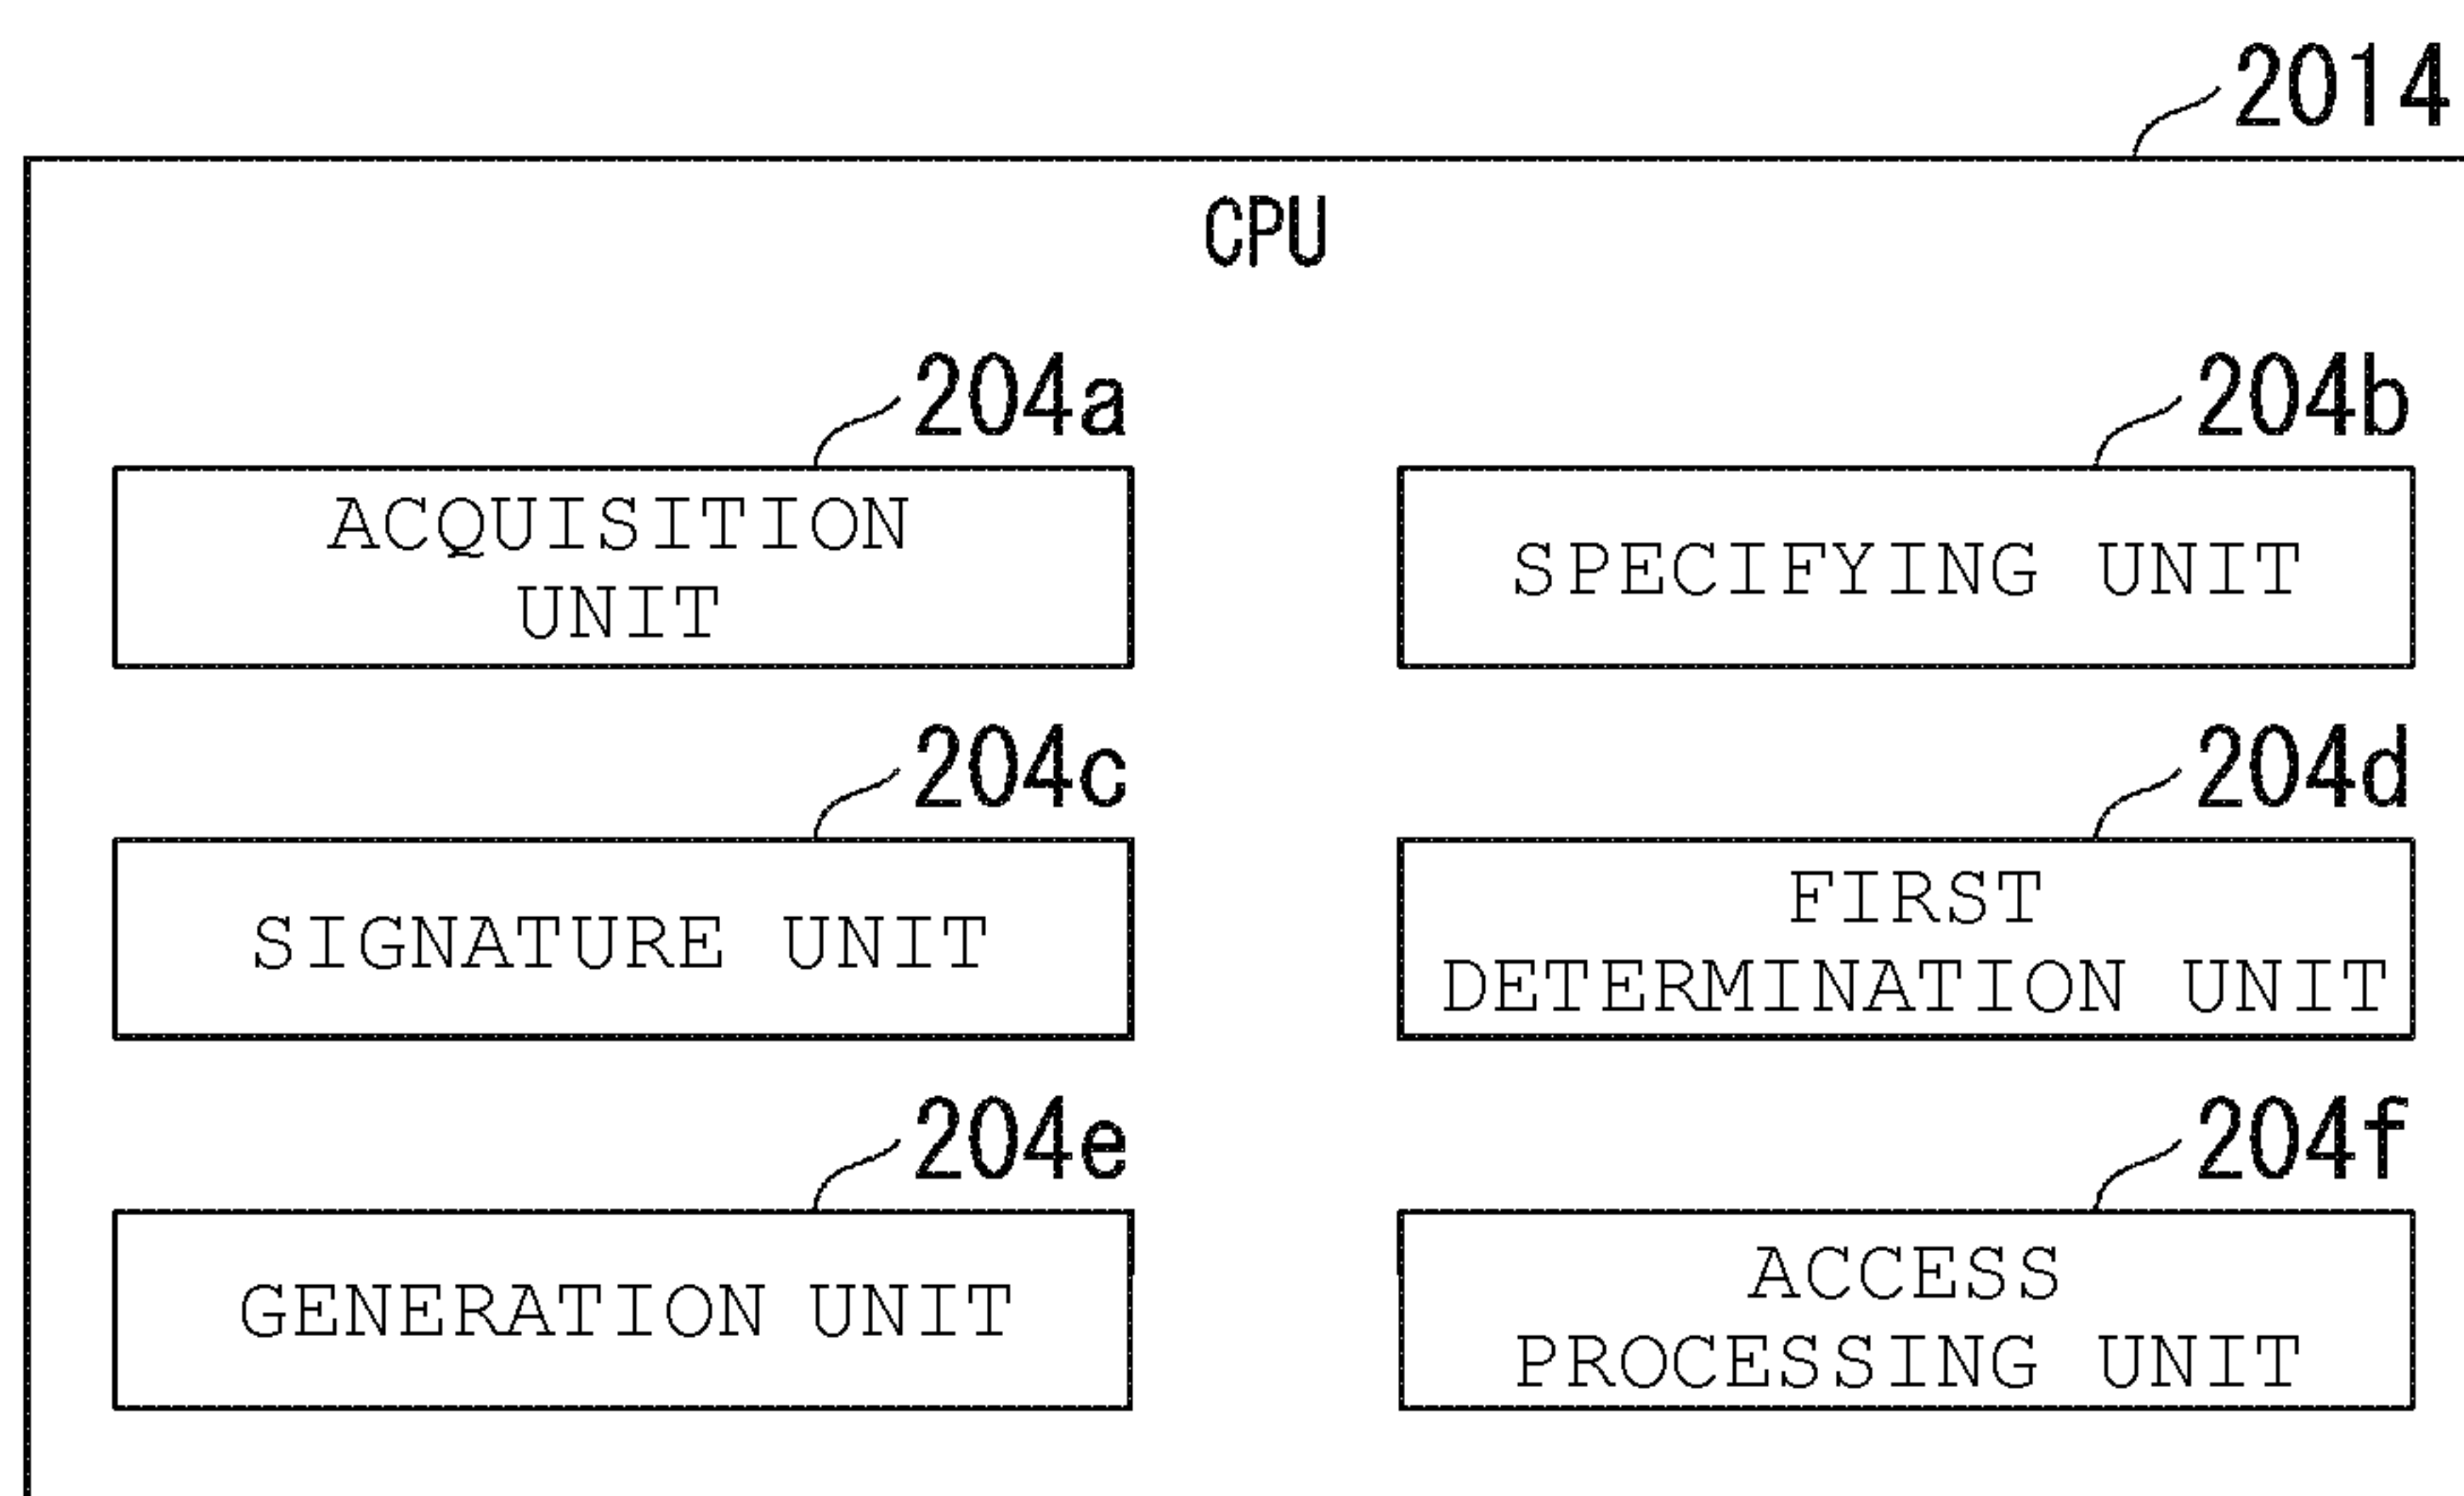 2014
CPU
204a
204b
ACQUISITION
UNIT
SPECIFYING UNIT
204c
204d
SIGNATURE UNIT
FIRST
DETERMINATION UNIT
204e
204f
GENERATION UNIT
ACCESS
PROCESSING UNIT